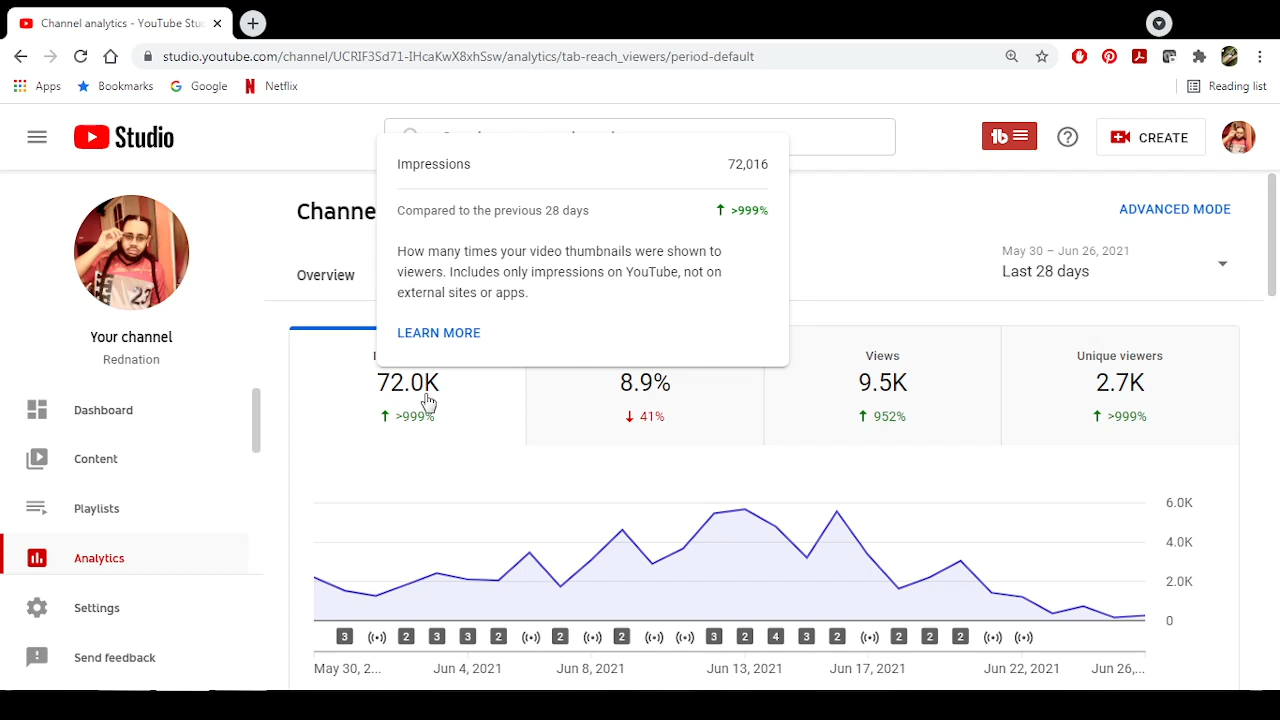 Channel analytics - YouTube Stu
studio.youtube.com/channel/UCRIF3Sd71-IHcaKwX8vhSsw/analytics/tab-reach_viewers/period-default
Apps
Bookmarks
Google
Netflix
Reading list
Studio
CREATE
Impressions 72,016
Compared to the previous 28 days >999%
How many times your video thumbnails were shown to
viewers. Includes only impressions on YouTube, not on
external sites or apps.
LEARN MORE
Channe
ADVANCED MODE
Overview
May 30 – Jun 26, 2021
Last 28 days
Your channel
Rednation
Dashboard
Content
Playlists
Analytics
Settings
Send feedback
72.0K
>999%
8.9%
41%
Views
9.5K
952%
Unique viewers
2.7K
>999%
6.0K
4.0K
2.0K
0
3 2 3 3 2 2 2 3 2 4 3 2 2 2 2
May 30, 2... Jun 4, 2021 Jun 8, 2021 Jun 13, 2021 Jun 17, 2021 Jun 22, 2021 Jun 26,...
23